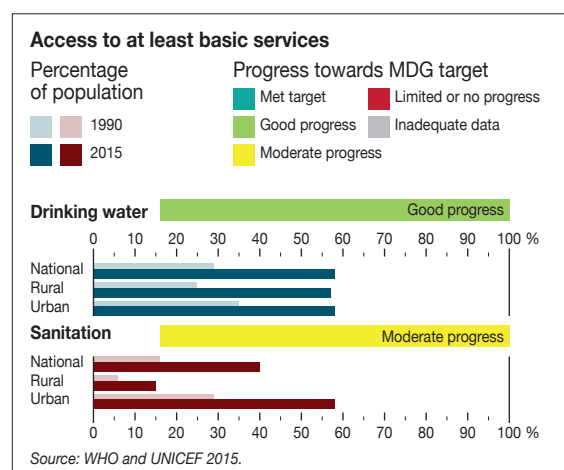 Access to at least basic services
Percentage
of population
1990
2015
Progress towards MDG target
Met target
Limited or no progress
Good progress
Inadequate data
Moderate progress
Drinking water
Good progress
0 10 20 30 40 50 60 70 80 90 100 %
National
Rural
Urban
Sanitation
Moderate progress
National
Rural
Urban
0 10 20 30 40 50 60 70 80 90 100 %
Source: WHO and UNICEF 2015.